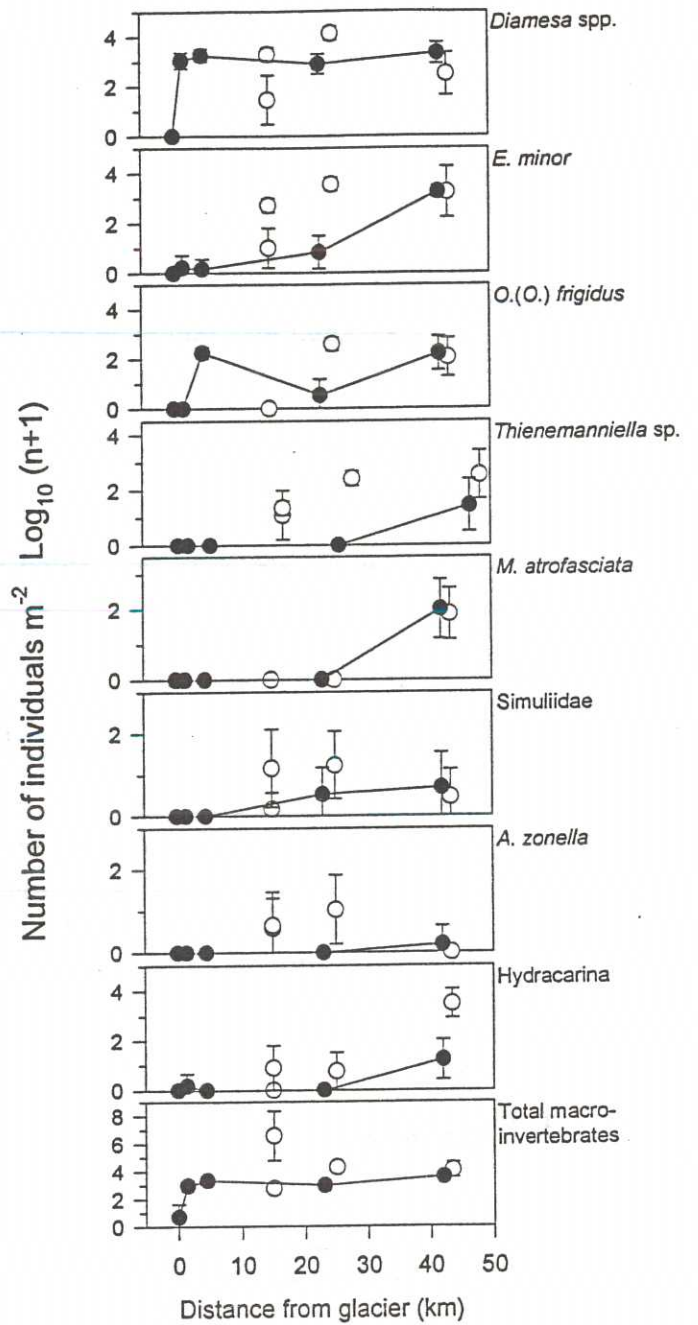 Number of individuals m⁻² Log₁₀ (n+1)
Diamesa spp.
4
2
0
E. minor
4
2
0
O.(O.) frigidus
4
2
0
Thienemanniella sp.
4
2
0
M. atrofasciata
2
0
Simuliidae
2
0
A. zonella
2
0
Hydracarina
4
2
0
Total macro-
invertebrates
8
6
4
2
0
0 10 20 30 40 50
Distance from glacier (km)